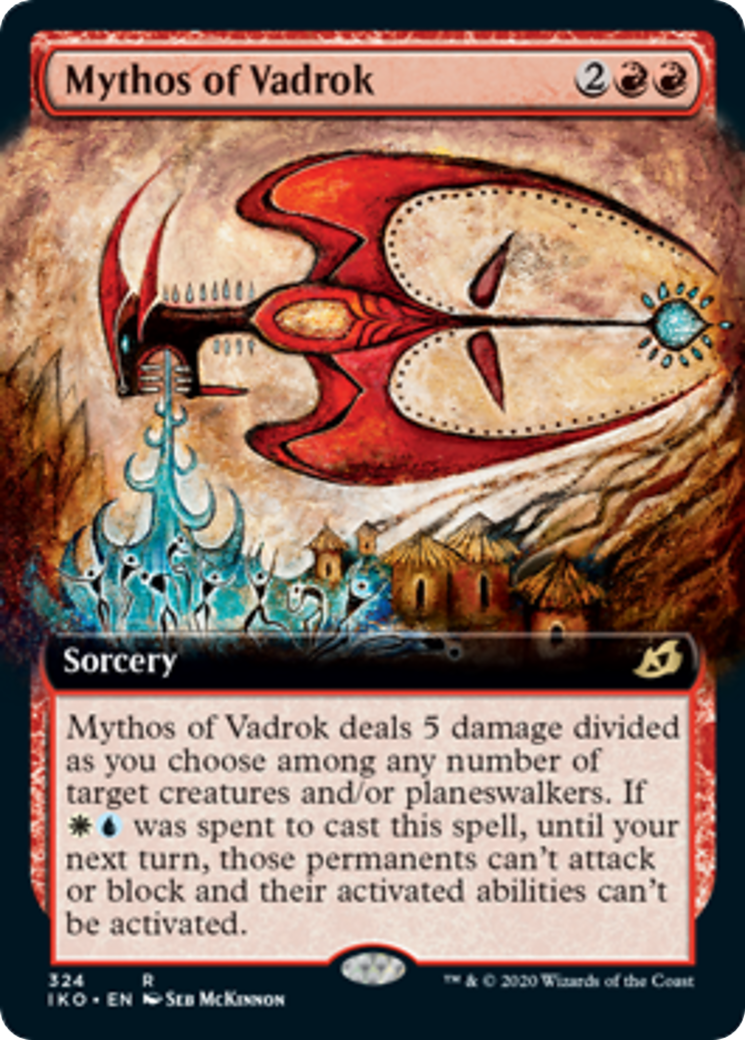 Mythos of Vadrok 2
Sorcery
Mythos of Vadrok deals 5 damage divided
as you choose among any number of
target creatures and/or planeswalkers. If
was spent to cast this spell, until your
next turn, those permanents can't attack
or block and their activated abilities can't
be activated.
324 R
IKO • EN Seb McKinnon
™ & © 2020 Wizards of the Coast